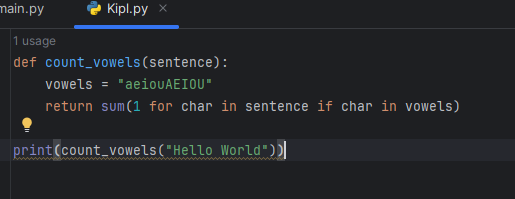 main.py Kipl.py
1 usage
def count_vowels(sentence):
    vowels = "aeiouAEIOU"
    return sum(1 for char in sentence if char in vowels)
print(count_vowels("Hello World"))